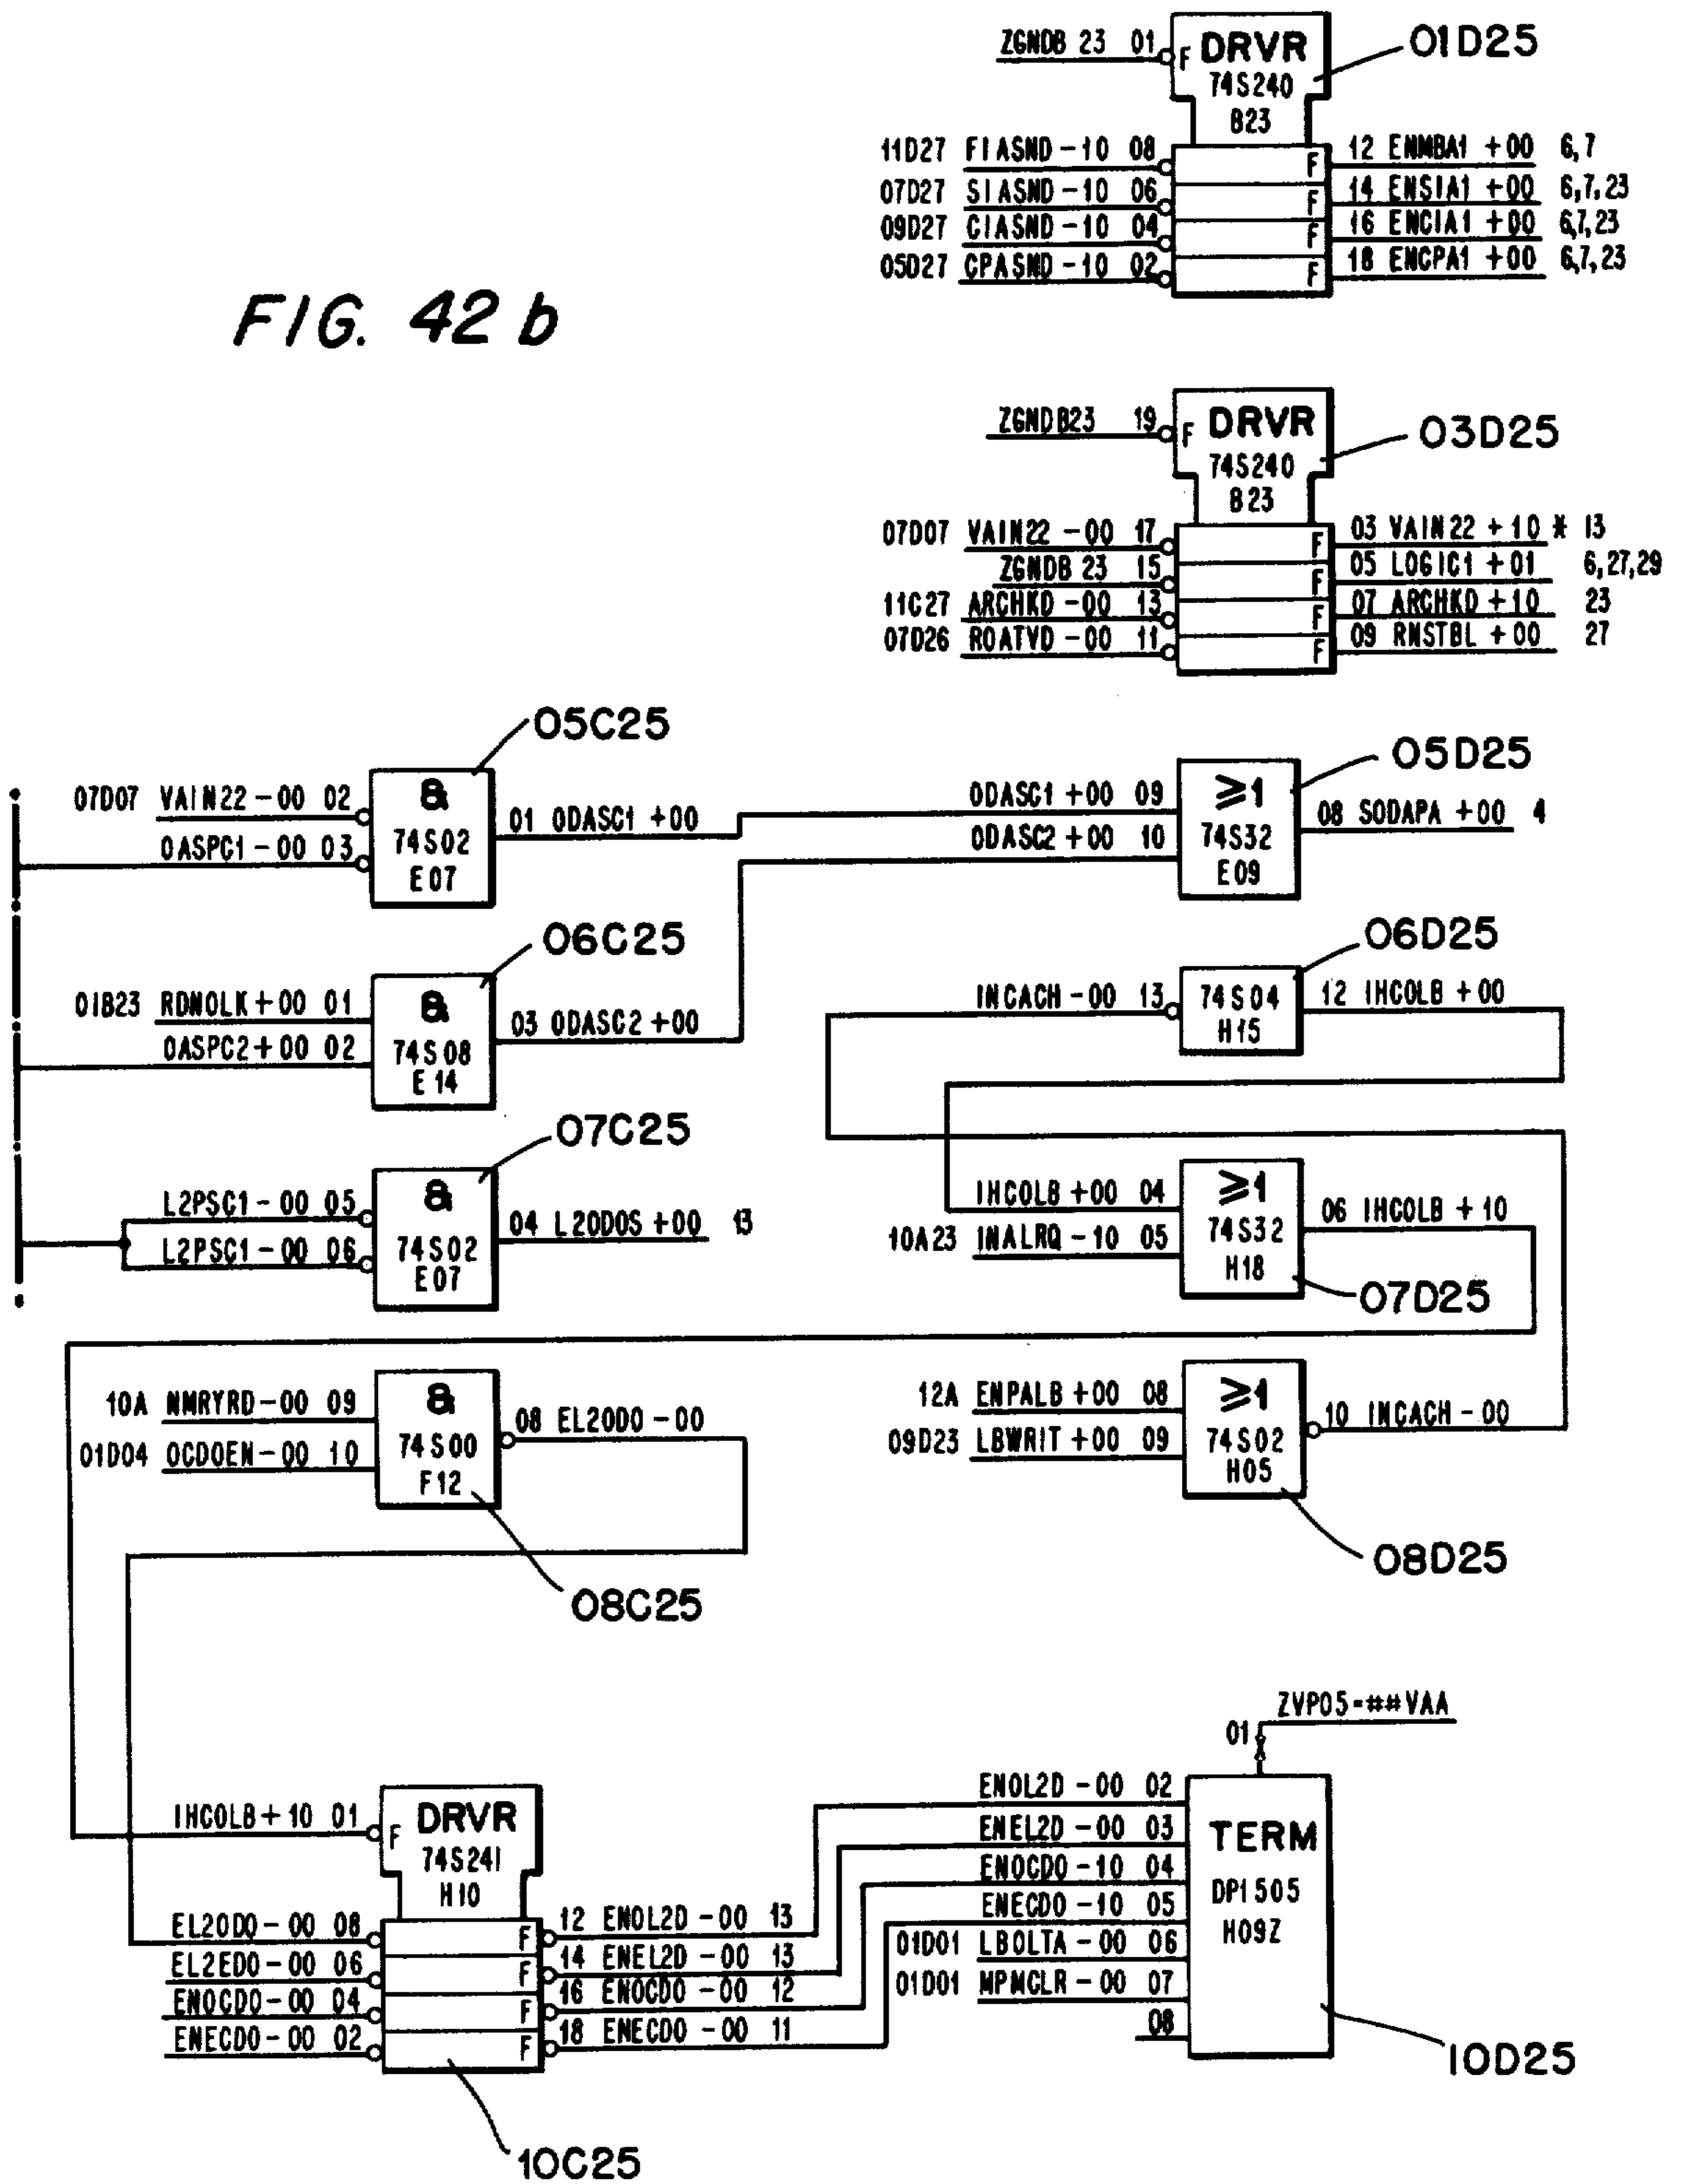 FIG. 42 b
ZGNDB 23 01
F DRVR
74S240
B23
01D25
11D27 FIASND -10 08
F 12 ENMBA1 +00 6,7
07D27 SIASND -10 06
F 14 ENSIA1 +00 6,7,23
09D27 CIASND -10 04
F 16 ENCIA1 +00 6,7,23
05D27 CPASND -10 02
F 18 ENCPA1 +00 6,7,23
ZGNDB23 19
F DRVR
74S240
B23
03D25
07D07 VAIN22 -00 17
F 03 VAIN22 +10 * 13
ZGNDB 23 15
F 05 LOGIC1 +01 6,27,29
11C27 ARCHKD -00 13
F 07 ARCHKD +10 23
07D26 ROATVD -00 11
F 09 RNSTBL +00 27
05C25
07D07 VAIN22 -00 02
0ASPC1 -00 03
&
74S02
E07
01 0DASC1 +00
05D25
0DASC1 +00 09
0DASC2 +00 10
≥1
74S32
E09
08 SODAPA +00 4
06C25
01B23 RDNOLK +00 01
0ASPC2 +00 02
&
74S08
E14
03 0DASC2 +00
06D25
INCACH -00 13
74S04
H15
12 IHCOLB +00
07C25
L2PSC1 -00 05
L2PSC1 -00 06
&
74S02
E07
04 L2ODOS +00 13
IHCOLB +00 04
10A23 INALRQ -10 05
≥1
74S32
H18
06 IHCOLB +10
07D25
10A NMRYRD -00 09
01D04 OCDOEN -00 10
&
74S00
F12
08 EL2ODO -00
08C25
12A ENPALB +00 08
09D23 LBWRIT +00 09
≥1
74S02
H05
10 INCACH -00
08D25
IHCOLB +10 01
F DRVR
74S241
H10
EL2ODO -00 08
F 12 ENOL2D -00 13
EL2EDO -00 06
F 14 ENEL2D -00 13
ENOCDO -00 04
F 16 ENOCDO -00 12
ENECDO -00 02
F 18 ENECDO -00 11
10C25
ZVP05-##VAA
01
ENOL2D -00 02
ENEL2D -00 03
ENOCDO -10 04
ENECDO -10 05
01D01 LBOLTA -00 06
01D01 MPMCLR -00 07
08
TERM
DP1505
H09Z
10D25